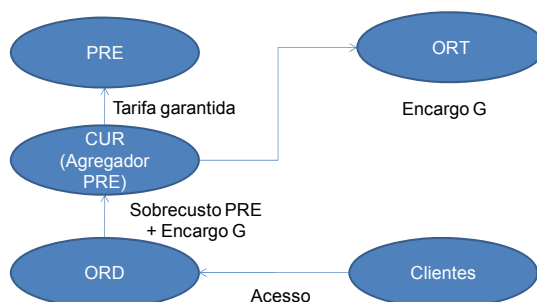 PRE
ORT
Tarifa garantida
Encargo G
CUR
(Agregador
PRE)
Sobrecusto PRE
+ Encargo G
ORD
Clientes
Acesso